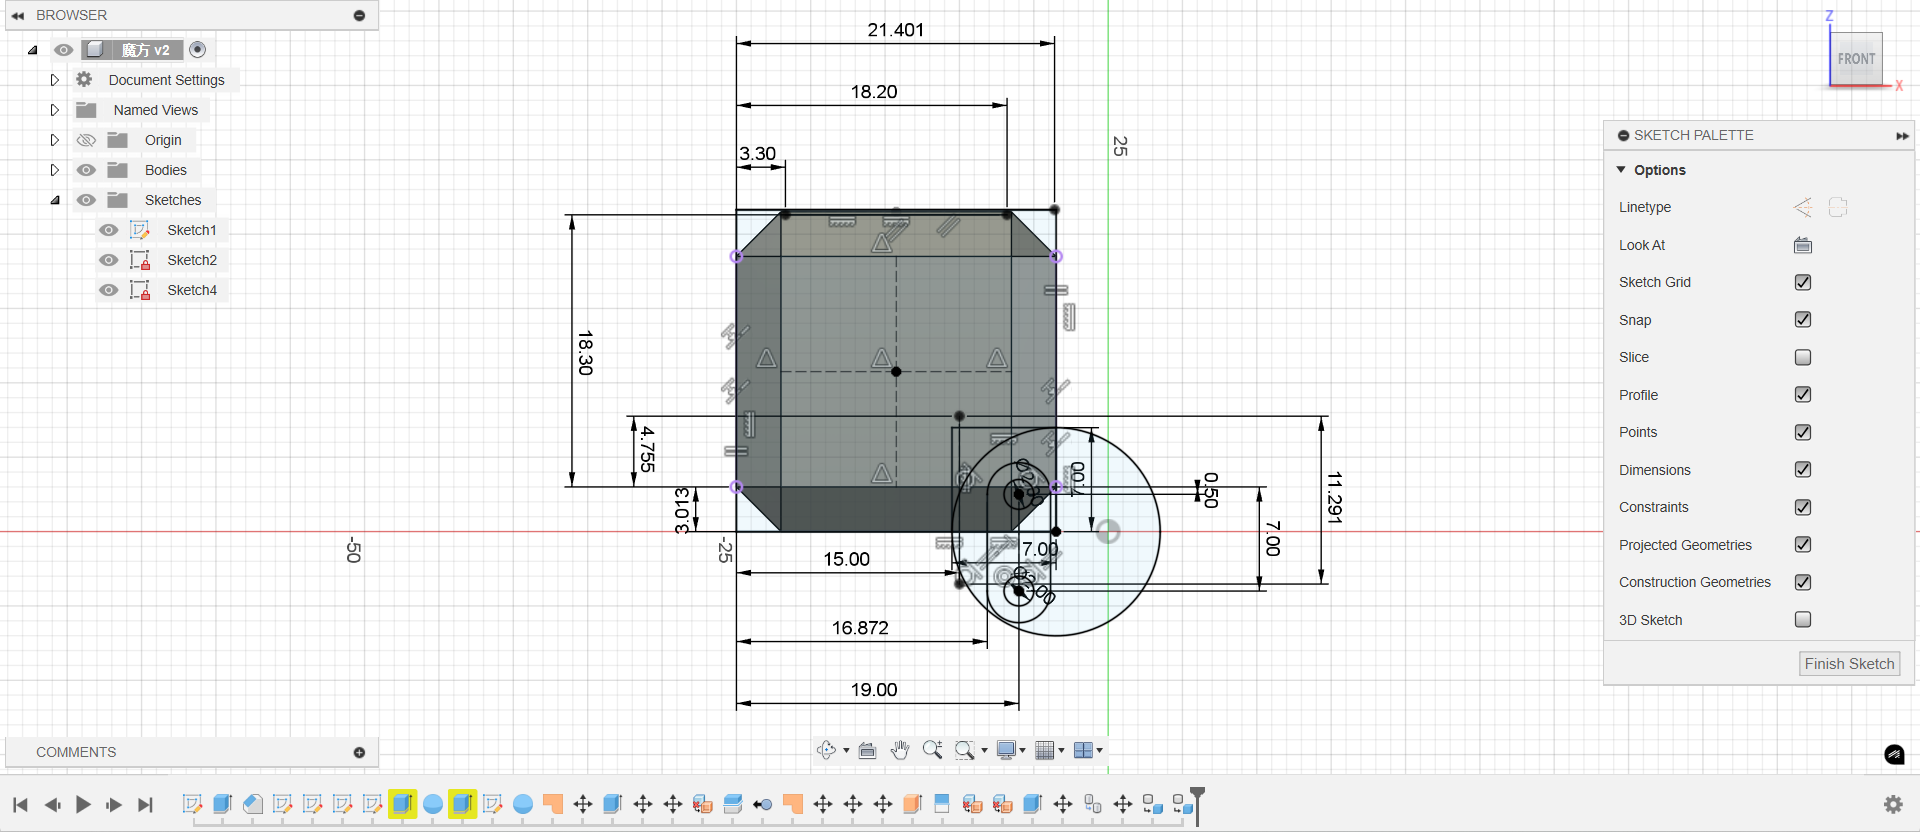 BROWSER
魔方 v2
Document Settings
Named Views
Origin
Bodies
Sketches
Sketch1
Sketch2
Sketch4
COMMENTS
21.401
18.20
3.30
25
18.30
4.755
3.013
-50
-25
15.00
16.872
19.00
7.00
7.00
0.50
11.291
7.00
Z
FRONT
X
SKETCH PALETTE
Options
Linetype
Look At
Sketch Grid
Snap
Slice
Profile
Points
Dimensions
Constraints
Projected Geometries
Construction Geometries
3D Sketch
Finish Sketch